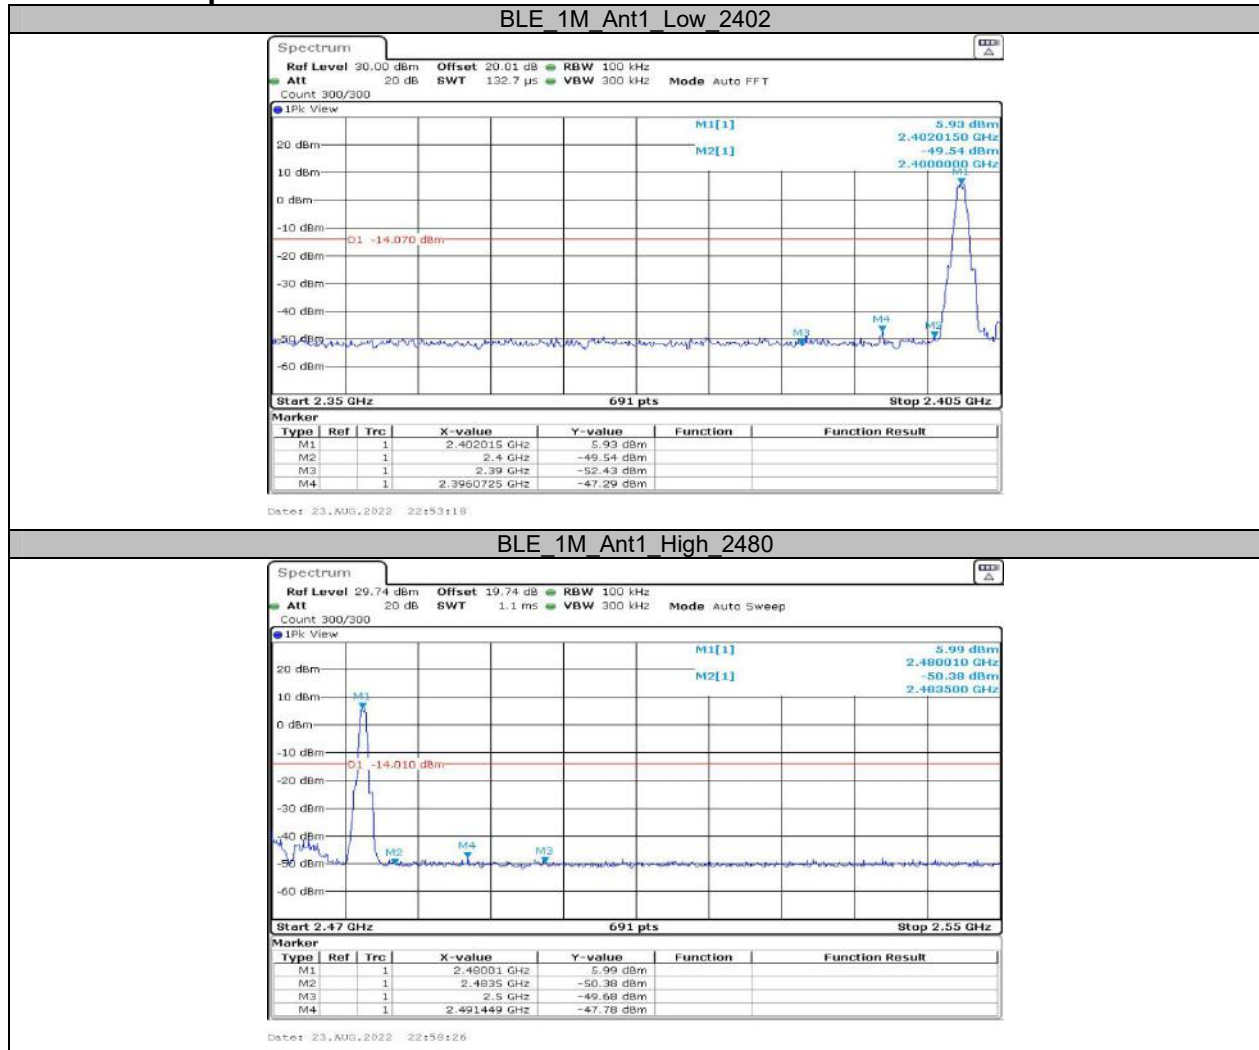 BLE_1M_Ant1_Low_2402
Spectrum
Ref Level 30.00 dBm Offset 20.01 dB RBW 100 kHz
Att 20 dB SWT 132.7 µs VBW 300 kHz Mode Auto FFT
Count 300/300
1Pk View
M1[1] 5.93 dBm
2.4020150 GHz
20 dBm
M2[1] -49.54 dBm
2.4000000 GHz
10 dBm
M1
0 dBm
-10 dBm
D1 -14.070 dBm
-20 dBm
-30 dBm
-40 dBm
M4
M2
M3
-50 dBm
-60 dBm
Start 2.35 GHz 691 pts Stop 2.405 GHz
Marker
Type Ref Trc X-value Y-value Function Function Result
M1 1 2.402015 GHz 5.93 dBm
M2 1 2.4 GHz -49.54 dBm
M3 1 2.39 GHz -52.43 dBm
M4 1 2.3960725 GHz -47.29 dBm
Date: 23.AUG.2022 22:53:18
BLE_1M_Ant1_High_2480
Spectrum
Ref Level 29.74 dBm Offset 19.74 dB RBW 100 kHz
Att 20 dB SWT 1.1 ms VBW 300 kHz Mode Auto Sweep
Count 300/300
1Pk View
M1[1] 5.99 dBm
2.480010 GHz
20 dBm
M2[1] -50.38 dBm
2.483500 GHz
10 dBm
M1
0 dBm
-10 dBm
D1 -14.010 dBm
-20 dBm
-30 dBm
-40 dBm
M2 M4 M3
-50 dBm
-60 dBm
Start 2.47 GHz 691 pts Stop 2.55 GHz
Marker
Type Ref Trc X-value Y-value Function Function Result
M1 1 2.48001 GHz 5.99 dBm
M2 1 2.4835 GHz -50.38 dBm
M3 1 2.5 GHz -49.68 dBm
M4 1 2.491449 GHz -47.78 dBm
Date: 23.AUG.2022 22:58:26